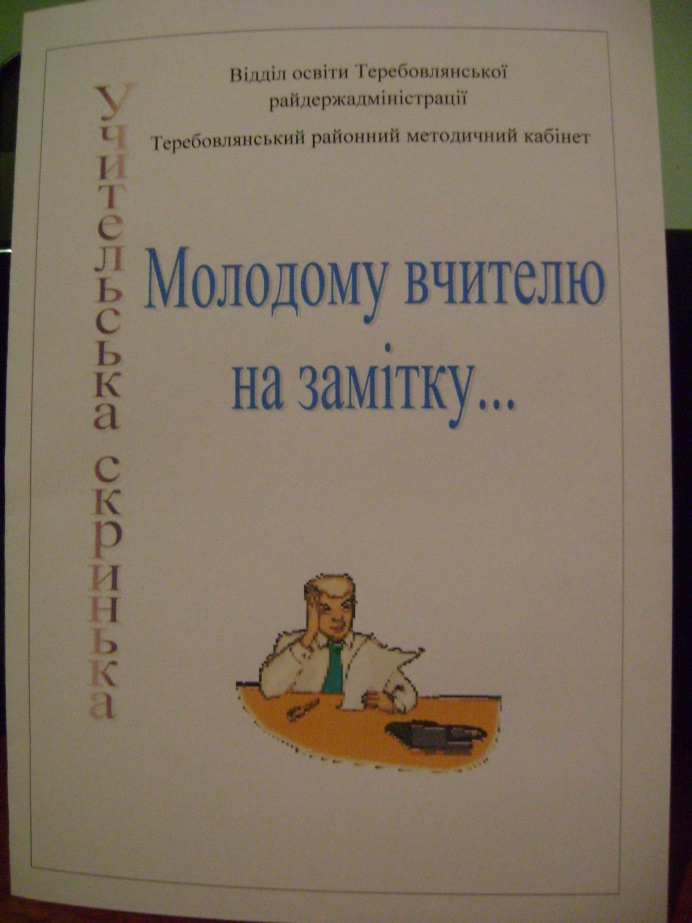 Відділ освіти Теребовлянської
райдержадміністрації
Теребовлянський районний методичний кабінет
Учительська скринька
Молодому вчителю
на замітку...